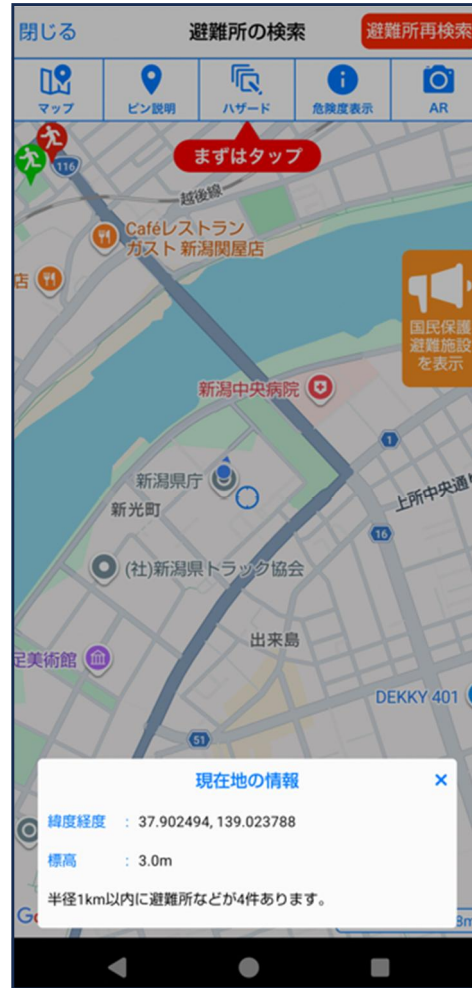 閉じる
避難所の検索
避難所再検索
マップ
ピン説明
ハザード
危険度表示
AR
まずはタップ
116
越後線
Caféレストラン
ガスト 新潟関屋店
店
国民保護
避難施設
を表示
新潟中央病院
1
新潟県庁
上所中央通り
新光町
16
(社)新潟県トラック協会
出来島
足美術館
DEKKY 401
51
現在地の情報
×
緯度経度 : 37.902494, 139.023788
標高 : 3.0m
半径1km以内に避難所などが4件あります。